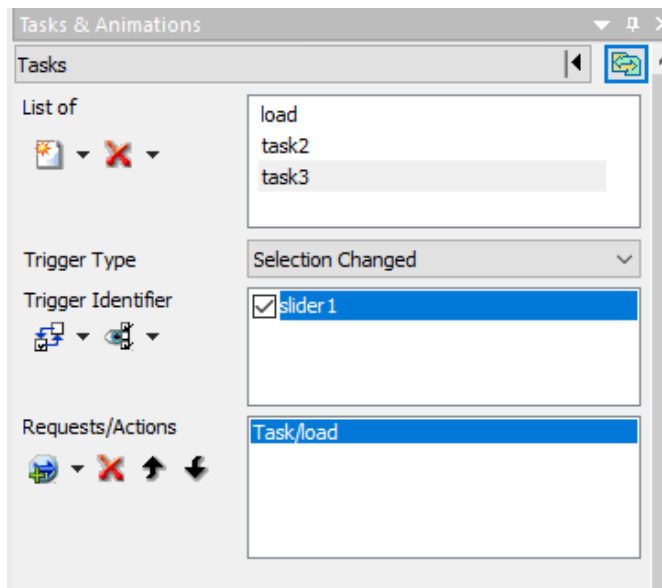 Tasks & Animations
Tasks
List of
load
task2
task3
Trigger Type
Selection Changed
Trigger Identifier
slider1
Requests/Actions
Task/load